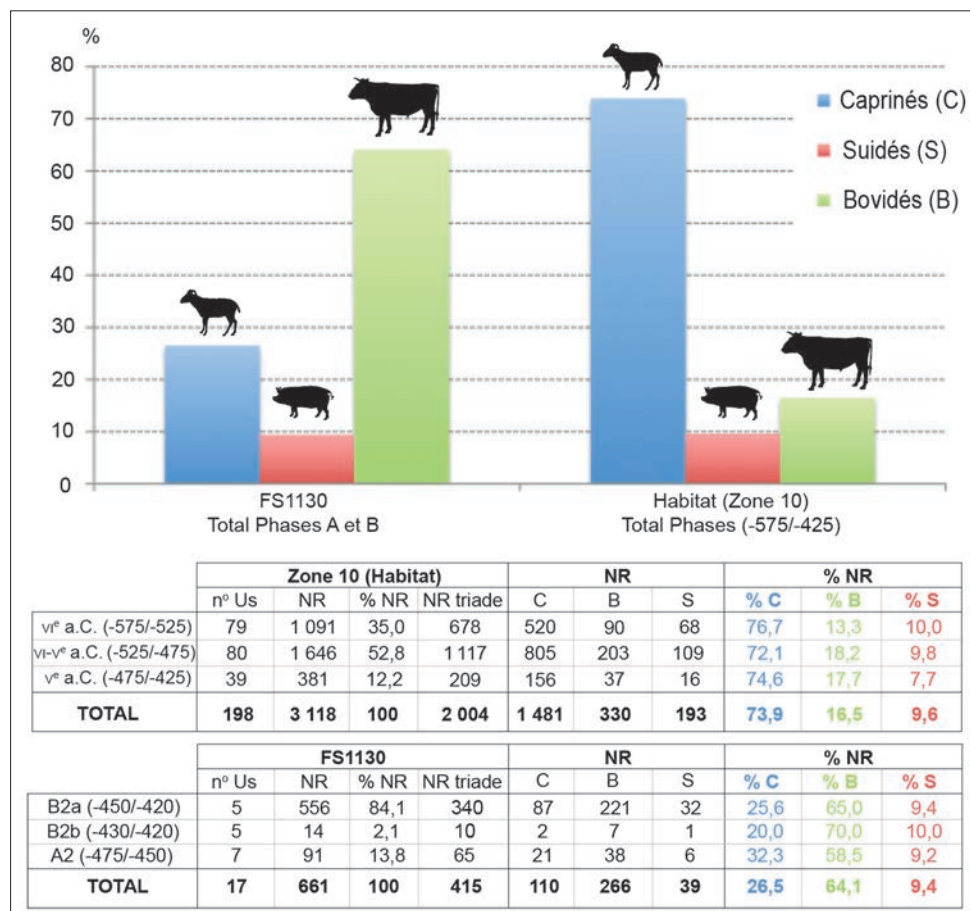 %
80
70
60
50
40
30
20
10
0
Caprinés (C)
Suidés (S)
Bovidés (B)
FS1130
Total Phases A et B
Habitat (Zone 10)
Total Phases (-575/-425)
Zone 10 (Habitat) NR % NR
nº Us NR % NR NR triade C B S % C % B % S
VIᵉ a.C. (-575/-525) 79 1 091 35,0 678 520 90 68 76,7 13,3 10,0
VI-Vᵉ a.C. (-525/-475) 80 1 646 52,8 1 117 805 203 109 72,1 18,2 9,8
Vᵉ a.C. (-475/-425) 39 381 12,2 209 156 37 16 74,6 17,7 7,7
TOTAL 198 3 118 100 2 004 1 481 330 193 73,9 16,5 9,6
FS1130 NR % NR
nº Us NR % NR NR triade C B S % C % B % S
B2a (-450/-420) 5 556 84,1 340 87 221 32 25,6 65,0 9,4
B2b (-430/-420) 5 14 2,1 10 2 7 1 20,0 70,0 10,0
A2 (-475/-450) 7 91 13,8 65 21 38 6 32,3 58,5 9,2
TOTAL 17 661 100 415 110 266 39 26,5 64,1 9,4